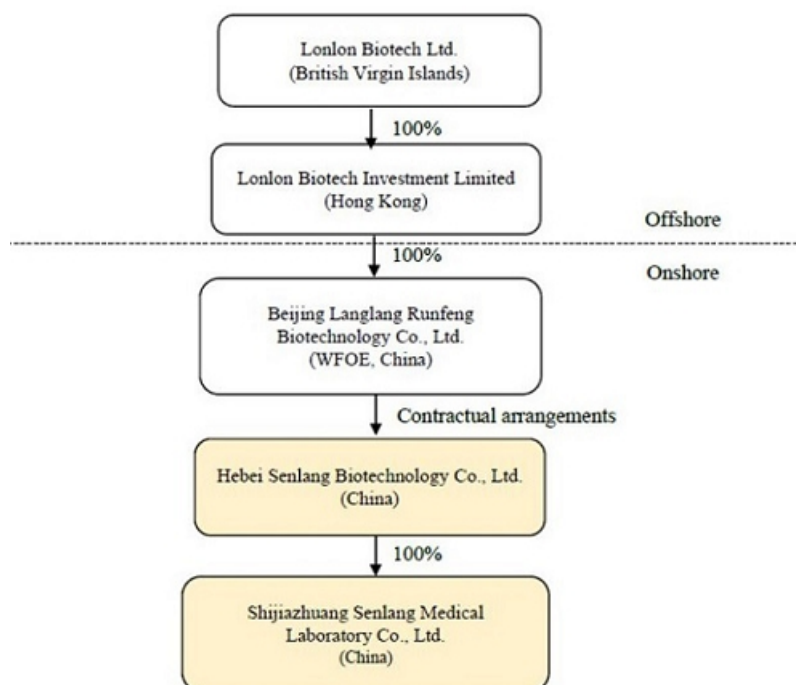 Lonlon Biotech Ltd.
(British Virgin Islands)
100%
Lonlon Biotech Investment Limited
(Hong Kong)
Offshore
100%
Onshore
Beijing Langlang Runfeng
Biotechnology Co., Ltd.
(WFOE, China)
Contractual arrangements
Hebei Senlang Biotechnology Co., Ltd.
(China)
100%
Shijiazhuang Senlang Medical
Laboratory Co., Ltd.
(China)